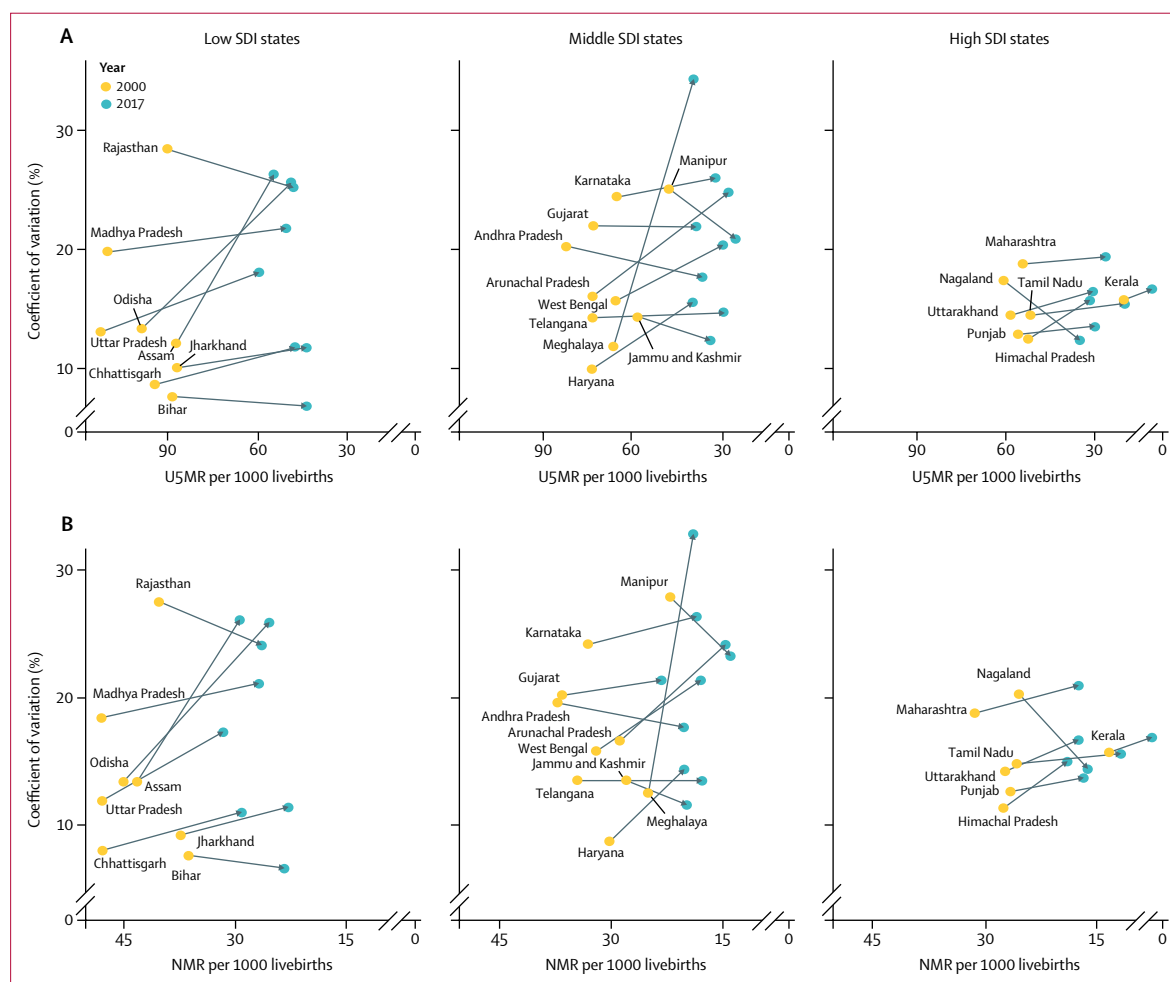 A
Low SDI states
Middle SDI states
High SDI states
Year
2000
2017
Coefficient of variation (%)
30
20
10
0
Rajasthan
Madhya Pradesh
Odisha
Uttar Pradesh
Assam
Jharkhand
Chhattisgarh
Bihar
90
60
30
0
U5MR per 1000 livebirths
Manipur
Karnataka
Gujarat
Andhra Pradesh
Arunachal Pradesh
West Bengal
Telangana
Meghalaya
Jammu and Kashmir
Haryana
90
60
30
0
U5MR per 1000 livebirths
Maharashtra
Nagaland
Tamil Nadu
Kerala
Uttarakhand
Punjab
Himachal Pradesh
90
60
30
0
U5MR per 1000 livebirths
B
Coefficient of variation (%)
30
20
10
0
Rajasthan
Madhya Pradesh
Odisha
Assam
Uttar Pradesh
Jharkhand
Chhattisgarh
Bihar
45
30
15
0
NMR per 1000 livebirths
Manipur
Karnataka
Gujarat
Andhra Pradesh
Arunachal Pradesh
West Bengal
Jammu and Kashmir
Telangana
Meghalaya
Haryana
45
30
15
0
NMR per 1000 livebirths
Nagaland
Maharashtra
Kerala
Tamil Nadu
Uttarakhand
Punjab
Himachal Pradesh
45
30
15
0
NMR per 1000 livebirths